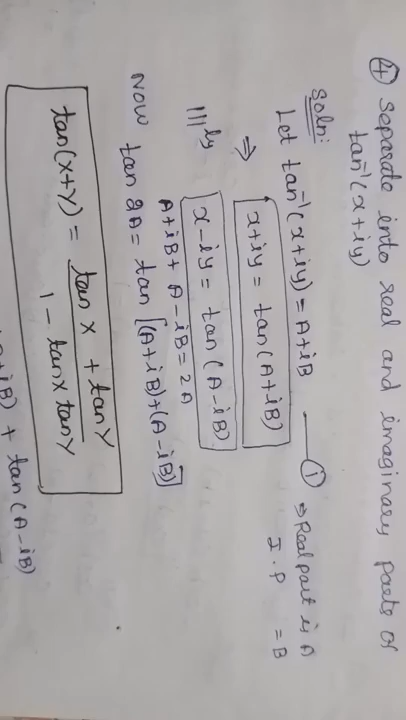 ④ Separate into real and imaginary parts of
tan⁻¹(x+iy)
Soln:
Let tan⁻¹(x+iy) = A+iB —— ① ⇒ Real part is A
I.P = B
⇒ x+iy = tan(A+iB)
|||ly x-iy = tan(A-iB)
A+iB + A-iB = 2A
Now tan 2A = tan [(A+iB)+(A-iB)]
tan(x+y) = tan x + tan y
1 - tan x tan y
iB) + tan(A-iB)